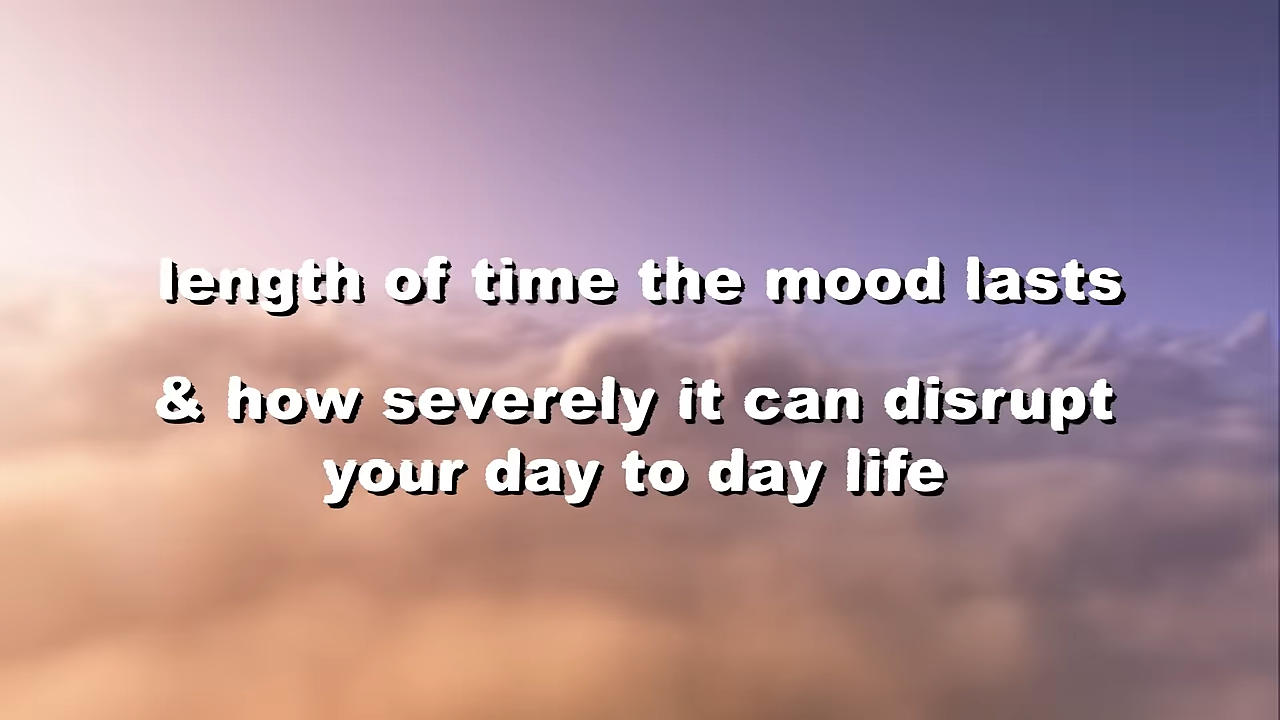 length of time the mood lasts
& how severely it can disrupt
your day to day life